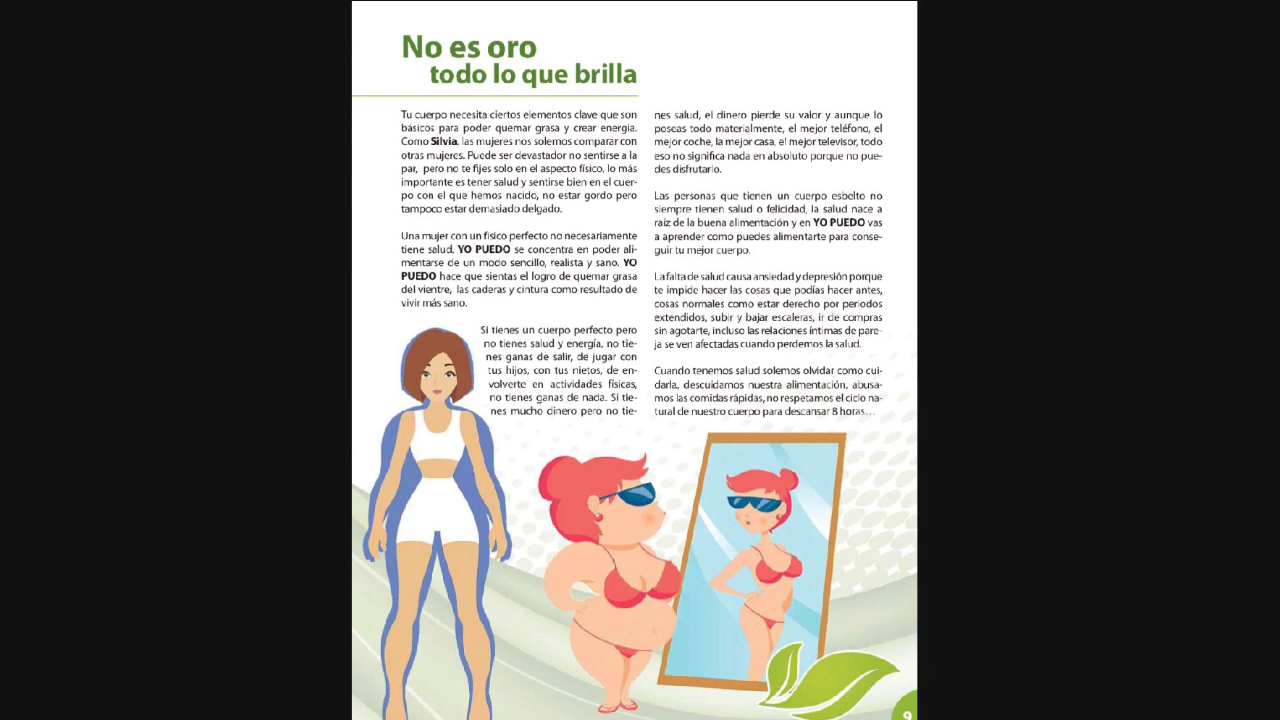 No es oro
todo lo que brilla
Tu cuerpo necesita ciertos elementos clave que son
básicos para poder quemar grasa y crear energía.
Como Silvia, las mujeres nos solemos comparar con
otras mujeres. Puede ser devastador no sentirse a la
par, pero no te fijes solo en el aspecto físico, lo más
importante es tener salud y sentirse bien en el cuer-
po con el que hemos nacido, no estar gordo pero
tampoco estar demasiado delgado.
Una mujer con un físico perfecto no necesariamente
tiene salud. YO PUEDO se concentra en poder ali-
mentarse de un modo sencillo, realista y sano. YO
PUEDO hace que sientas el logro de quemar grasa
del vientre, las caderas y cintura como resultado de
vivir más sano.
Si tienes un cuerpo perfecto pero
no tienes salud y energía, no tie-
nes ganas de salir, de jugar con
tus hijos, con tus nietos, de en-
volverte en actividades físicas,
no tienes ganas de nada. Si tie-
nes mucho dinero pero no tie-
nes salud, el dinero pierde su valor y aunque lo
poseas todo materialmente, el mejor teléfono, el
mejor coche, la mejor casa, el mejor televisor, todo
eso no significa nada en absoluto porque no pue-
des disfrutarlo.
Las personas que tienen un cuerpo esbelto no
siempre tienen salud o felicidad, la salud nace a
raíz de la buena alimentación y en YO PUEDO vas
a aprender como puedes alimentarte para conse-
guir tu mejor cuerpo.
La falta de salud causa ansiedad y depresión porque
te impide hacer las cosas que podías hacer antes,
cosas normales como estar derecho por periodos
extendidos, subir y bajar escaleras, ir de compras
sin agotarte, incluso las relaciones íntimas de pare-
ja se ven afectadas cuando perdemos la salud.
Cuando tenemos salud solemos olvidar como cui-
darla, descuidamos nuestra alimentación, abusa-
mos las comidas rápidas, no respetamos el ciclo na-
tural de nuestro cuerpo para descansar 8 horas…
9